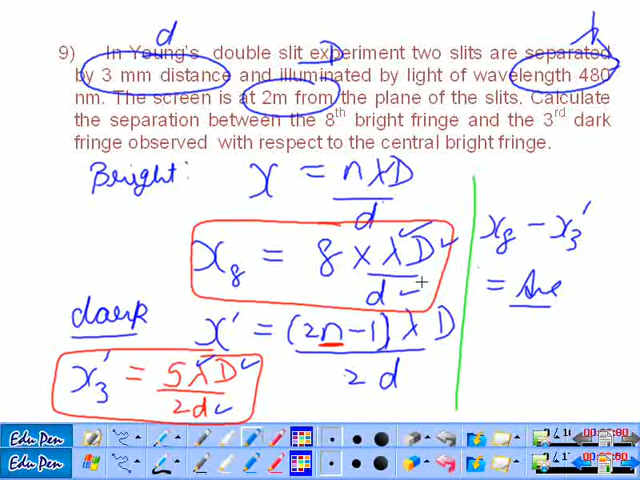 d
D
λ
9) In Young's double slit experiment two slits are separated
by 3 mm distance and illuminated by light of wavelength 480
nm. The screen is at 2m from the plane of the slits. Calculate
the separation between the 8th bright fringe and the 3rd dark
fringe observed with respect to the central bright fringe.
Bright: x = nλD/d
x₈ = 8 × λD/d
x₈ - x₃'
= Ans
dark x' = (2n-1)λD/2d
x₃' = 5λD/2d
Edu Pen
Edu Pen